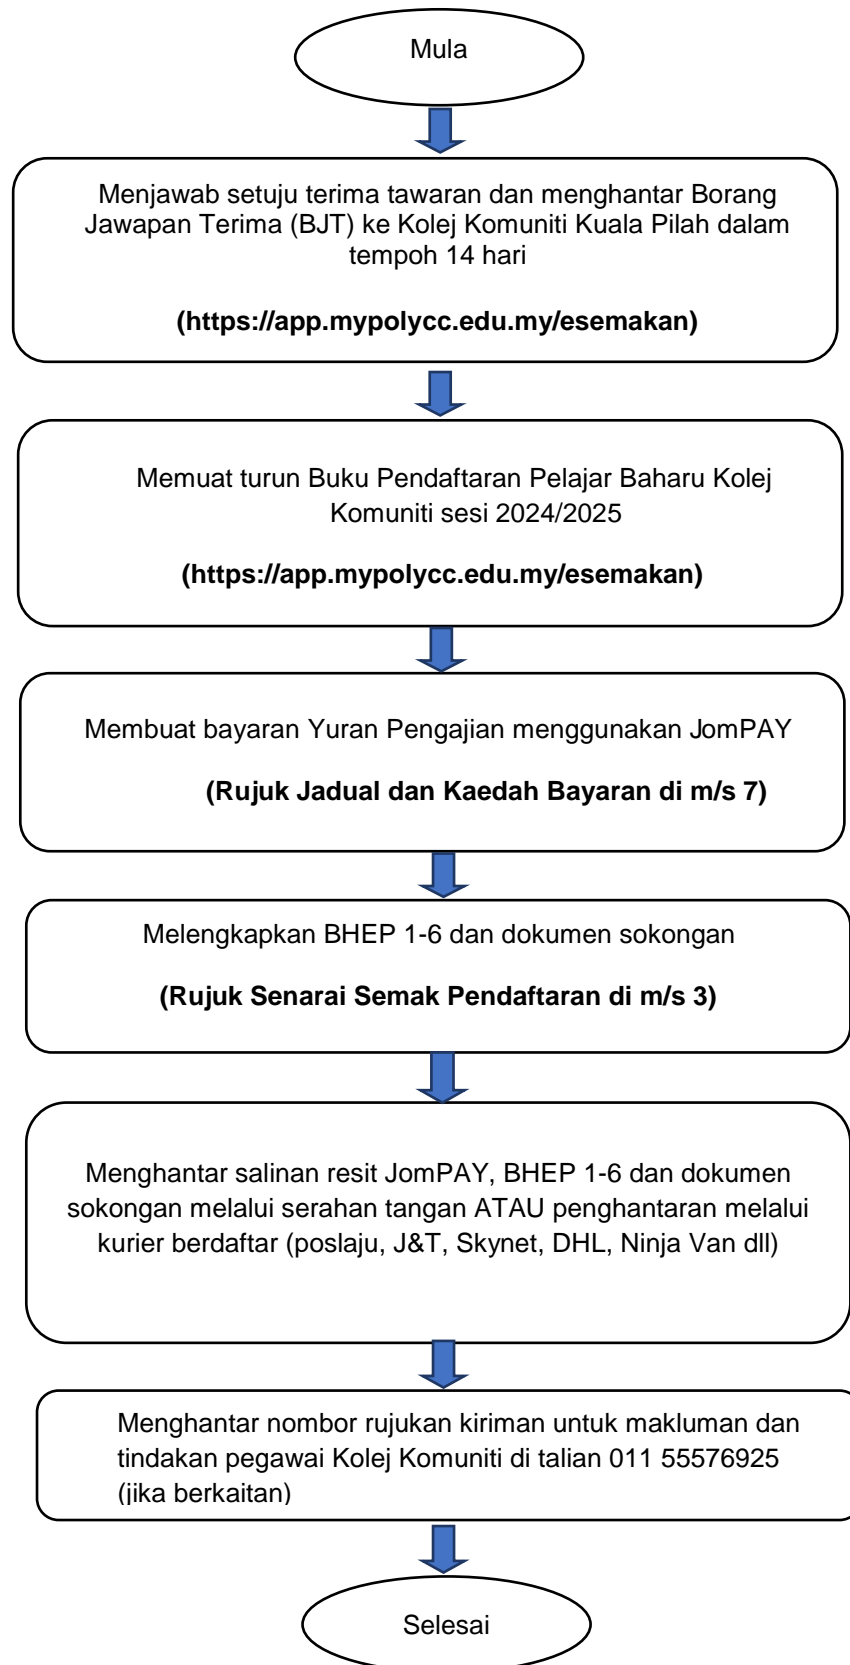 Mula
Menjawab setuju terima tawaran dan menghantar Borang
Jawapan Terima (BJT) ke Kolej Komuniti Kuala Pilah dalam
tempoh 14 hari
(https://app.mypolycc.edu.my/esemakan)
Memuat turun Buku Pendaftaran Pelajar Baharu Kolej
Komuniti sesi 2024/2025
(https://app.mypolycc.edu.my/esemakan)
Membuat bayaran Yuran Pengajian menggunakan JomPAY
(Rujuk Jadual dan Kaedah Bayaran di m/s 7)
Melengkapkan BHEP 1-6 dan dokumen sokongan
(Rujuk Senarai Semak Pendaftaran di m/s 3)
Menghantar salinan resit JomPAY, BHEP 1-6 dan dokumen
sokongan melalui serahan tangan ATAU penghantaran melalui
kurier berdaftar (poslaju, J&T, Skynet, DHL, Ninja Van dll)
Menghantar nombor rujukan kiriman untuk makluman dan
tindakan pegawai Kolej Komuniti di talian 011 55576925
(jika berkaitan)
Selesai